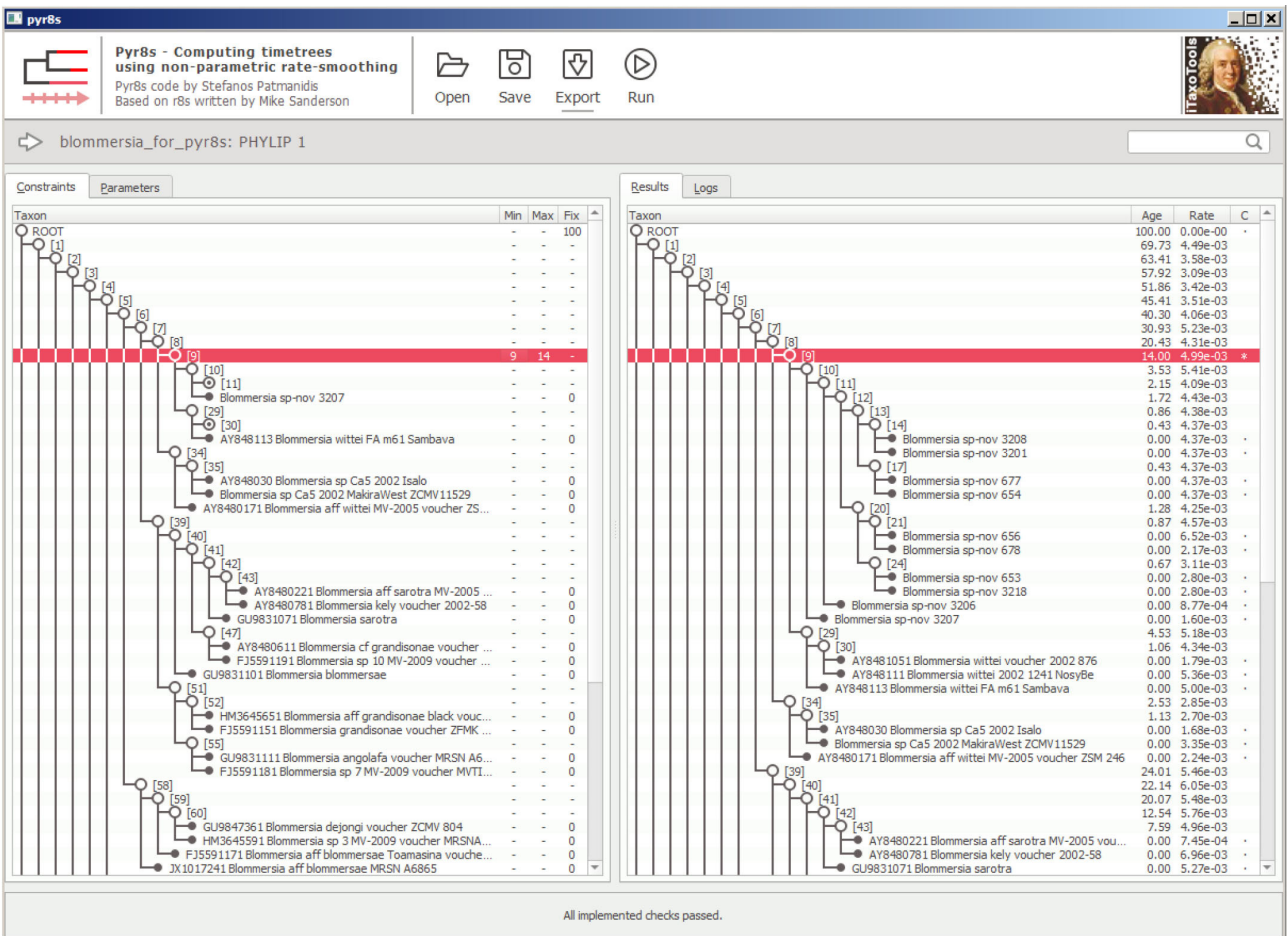 pyr8s
Pyr8s - Computing timetrees
using non-parametric rate-smoothing
Pyr8s code by Stefanos Patmanidis
Based on r8s written by Mike Sanderson
Open Save Export Run
iTaxoTools
blommersia_for_pyr8s: PHYLIP 1
Constraints Parameters
Taxon Min Max Fix
ROOT - - 100
[1] - - -
[2] - - -
[3] - - -
[4] - - -
[5] - - -
[6] - - -
[7] - - -
[8] - - -
[9] 9 14 -
[10] - - -
[11] - - -
Blommersia sp-nov 3207 - - 0
[29] - - -
[30] - - -
AY848113 Blommersia wittei FA m61 Sambava - - 0
[34] - - -
[35] - - -
AY848030 Blommersia sp Ca5 2002 Isalo - - 0
Blommersia sp Ca5 2002 MakiraWest ZCMV11529 - - 0
AY8480171 Blommersia aff wittei MV-2005 voucher ZS... - - 0
[39] - - -
[40] - - -
[41] - - -
[42] - - -
[43] - - -
AY8480221 Blommersia aff sarotra MV-2005 ... - - 0
AY8480781 Blommersia kely voucher 2002-58 - - 0
GU9831071 Blommersia sarotra - - 0
[47] - - -
AY8480611 Blommersia cf grandisonae voucher ... - - 0
FJ5591191 Blommersia sp 10 MV-2009 voucher ... - - 0
GU9831101 Blommersia blommersae - - 0
[51] - - -
[52] - - -
HM3645651 Blommersia aff grandisonae black vouc... - - 0
FJ5591151 Blommersia grandisonae voucher ZFMK ... - - 0
[55] - - -
GU9831111 Blommersia angolafa voucher MRSN A6... - - 0
FJ5591181 Blommersia sp 7 MV-2009 voucher MVTI... - - 0
[58] - - -
[59] - - -
[60] - - -
GU9847361 Blommersia dejongi voucher ZCMV 804 - - 0
HM3645591 Blommersia sp 3 MV-2009 voucher MRSNA... - - 0
FJ5591171 Blommersia aff blommersae Toamasina vouche... - - 0
JX1017241 Blommersia aff blommersae MRSN A6865 - - 0
Results Logs
Taxon Age Rate C
ROOT 100.00 0.00e-00 ·
[1] 69.73 4.49e-03
[2] 63.41 3.58e-03
[3] 57.92 3.09e-03
[4] 51.86 3.42e-03
[5] 45.41 3.51e-03
[6] 40.30 4.06e-03
[7] 30.93 5.23e-03
[8] 20.43 4.31e-03
[9] 14.00 4.99e-03 *
[10] 3.53 5.41e-03
[11] 2.15 4.09e-03
[12] 1.72 4.43e-03
[13] 0.86 4.38e-03
[14] 0.43 4.37e-03
Blommersia sp-nov 3208 0.00 4.37e-03 ·
Blommersia sp-nov 3201 0.00 4.37e-03 ·
[17] 0.43 4.37e-03
Blommersia sp-nov 677 0.00 4.37e-03 ·
Blommersia sp-nov 654 0.00 4.37e-03 ·
[20] 1.28 4.25e-03
[21] 0.87 4.57e-03
Blommersia sp-nov 656 0.00 6.52e-03 ·
Blommersia sp-nov 678 0.00 2.17e-03 ·
[24] 0.67 3.11e-03
Blommersia sp-nov 653 0.00 2.80e-03 ·
Blommersia sp-nov 3218 0.00 2.80e-03 ·
Blommersia sp-nov 3206 0.00 8.77e-04 ·
Blommersia sp-nov 3207 0.00 1.60e-03 ·
[29] 4.53 5.18e-03
[30] 1.06 4.34e-03
AY8481051 Blommersia wittei voucher 2002 876 0.00 1.79e-03 ·
AY848111 Blommersia wittei 2002 1241 NosyBe 0.00 5.36e-03 ·
AY848113 Blommersia wittei FA m61 Sambava 0.00 5.00e-03 ·
[34] 2.53 2.85e-03
[35] 1.13 2.70e-03
AY848030 Blommersia sp Ca5 2002 Isalo 0.00 1.68e-03 ·
Blommersia sp Ca5 2002 MakiraWest ZCMV11529 0.00 3.35e-03 ·
AY8480171 Blommersia aff wittei MV-2005 voucher ZSM 246 0.00 2.24e-03 ·
[39] 24.01 5.46e-03
[40] 22.14 6.05e-03
[41] 20.07 5.48e-03
[42] 12.54 5.76e-03
[43] 7.59 4.96e-03
AY8480221 Blommersia aff sarotra MV-2005 vou... 0.00 7.45e-04 ·
AY8480781 Blommersia kely voucher 2002-58 0.00 6.96e-03 ·
GU9831071 Blommersia sarotra 0.00 5.27e-03 ·
All implemented checks passed.